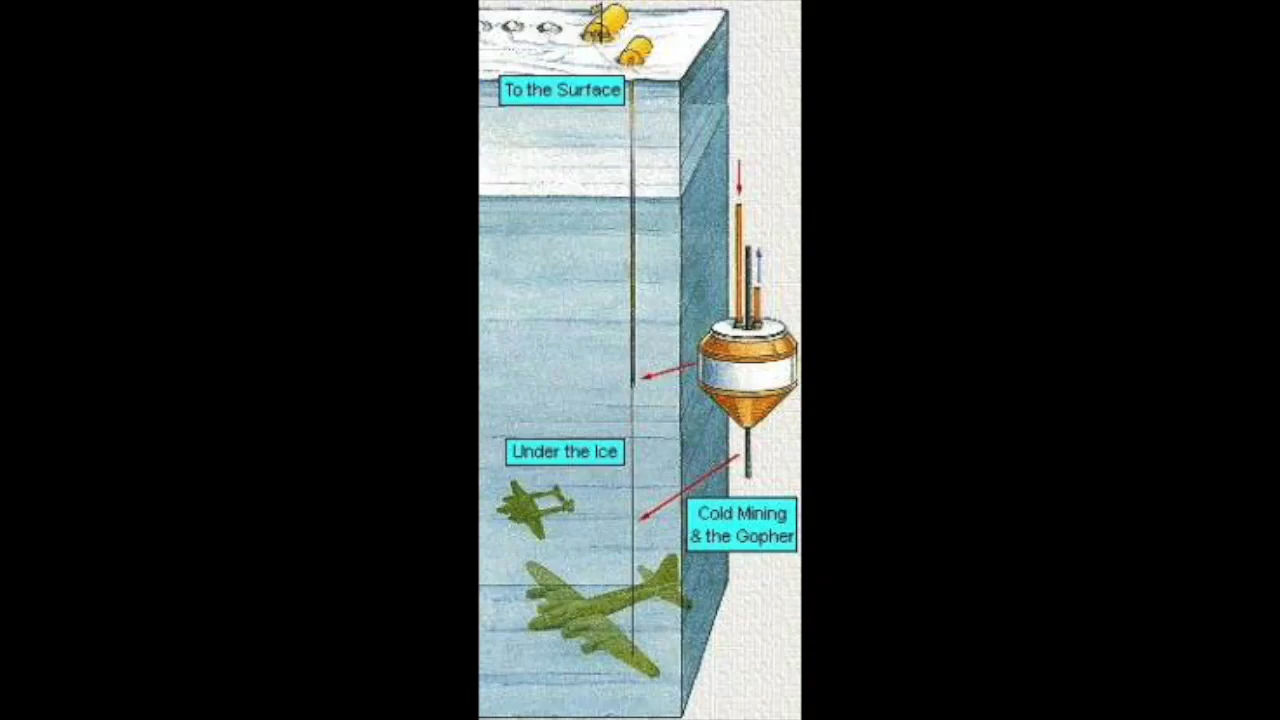 To the Surface
Under the Ice
Cold Mining
& the Gopher